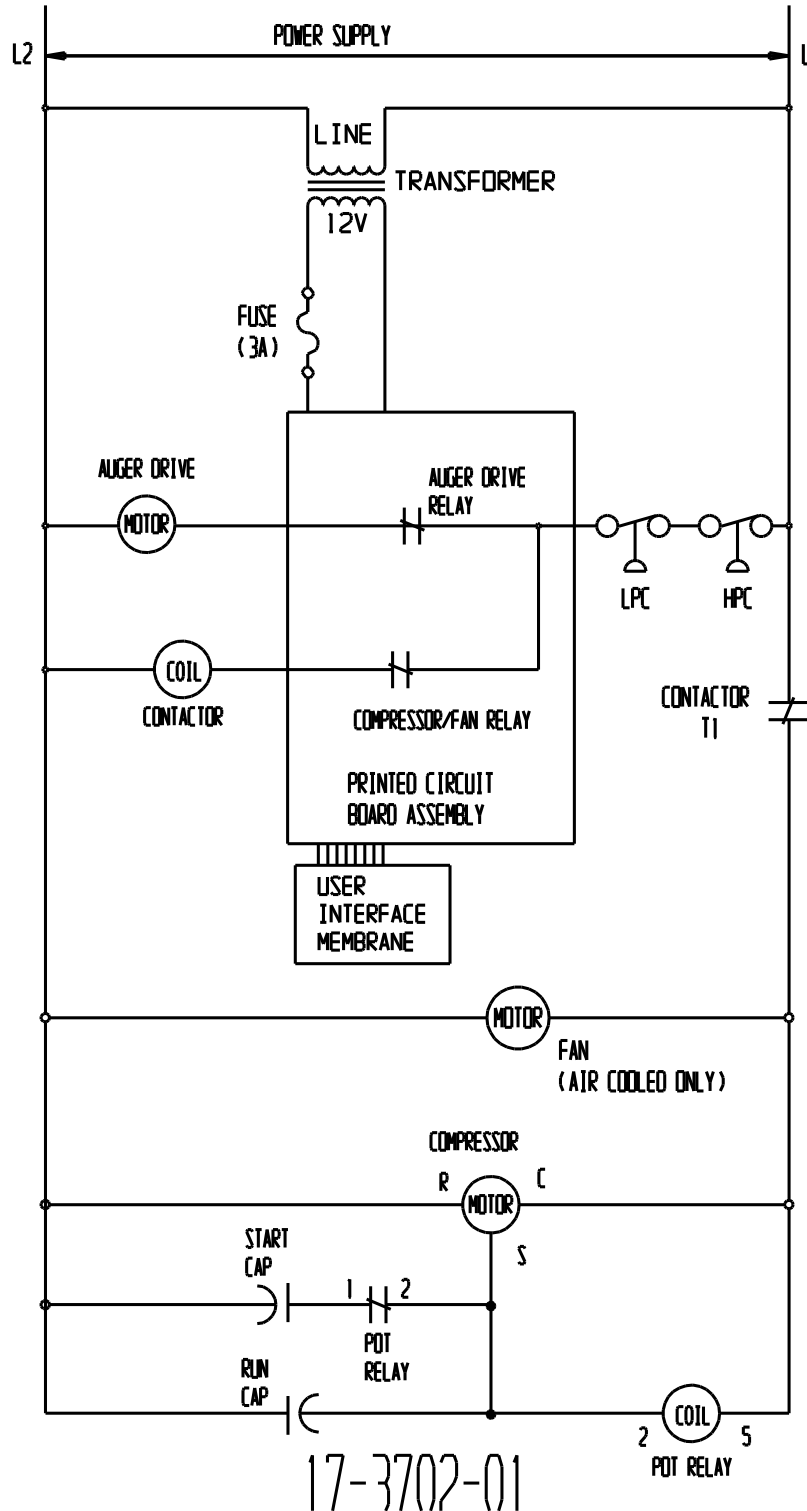 POWER SUPPLY
L2
L
LINE
TRANSFORMER
12V
FUSE
(3A)
AUGER DRIVE
MOTOR
AUGER DRIVE
RELAY
LPC
HPC
COIL
CONTACTOR
COMPRESSOR/FAN RELAY
CONTACTOR
T1
PRINTED CIRCUIT
BOARD ASSEMBLY
USER
INTERFACE
MEMBRANE
MOTOR
FAN
(AIR COOLED ONLY)
COMPRESSOR
R
C
MOTOR
S
START
CAP
1
2
POT
RELAY
RUN
CAP
COIL
2
5
POT RELAY
17-3702-01